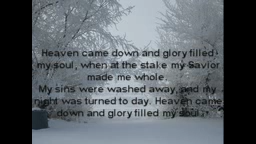 Heaven came down and glory filled
my soul, when at the stake my Savior
made me whole.
My sins were washed away, and my
night was turned to day. Heaven came
down and glory filled my soul.